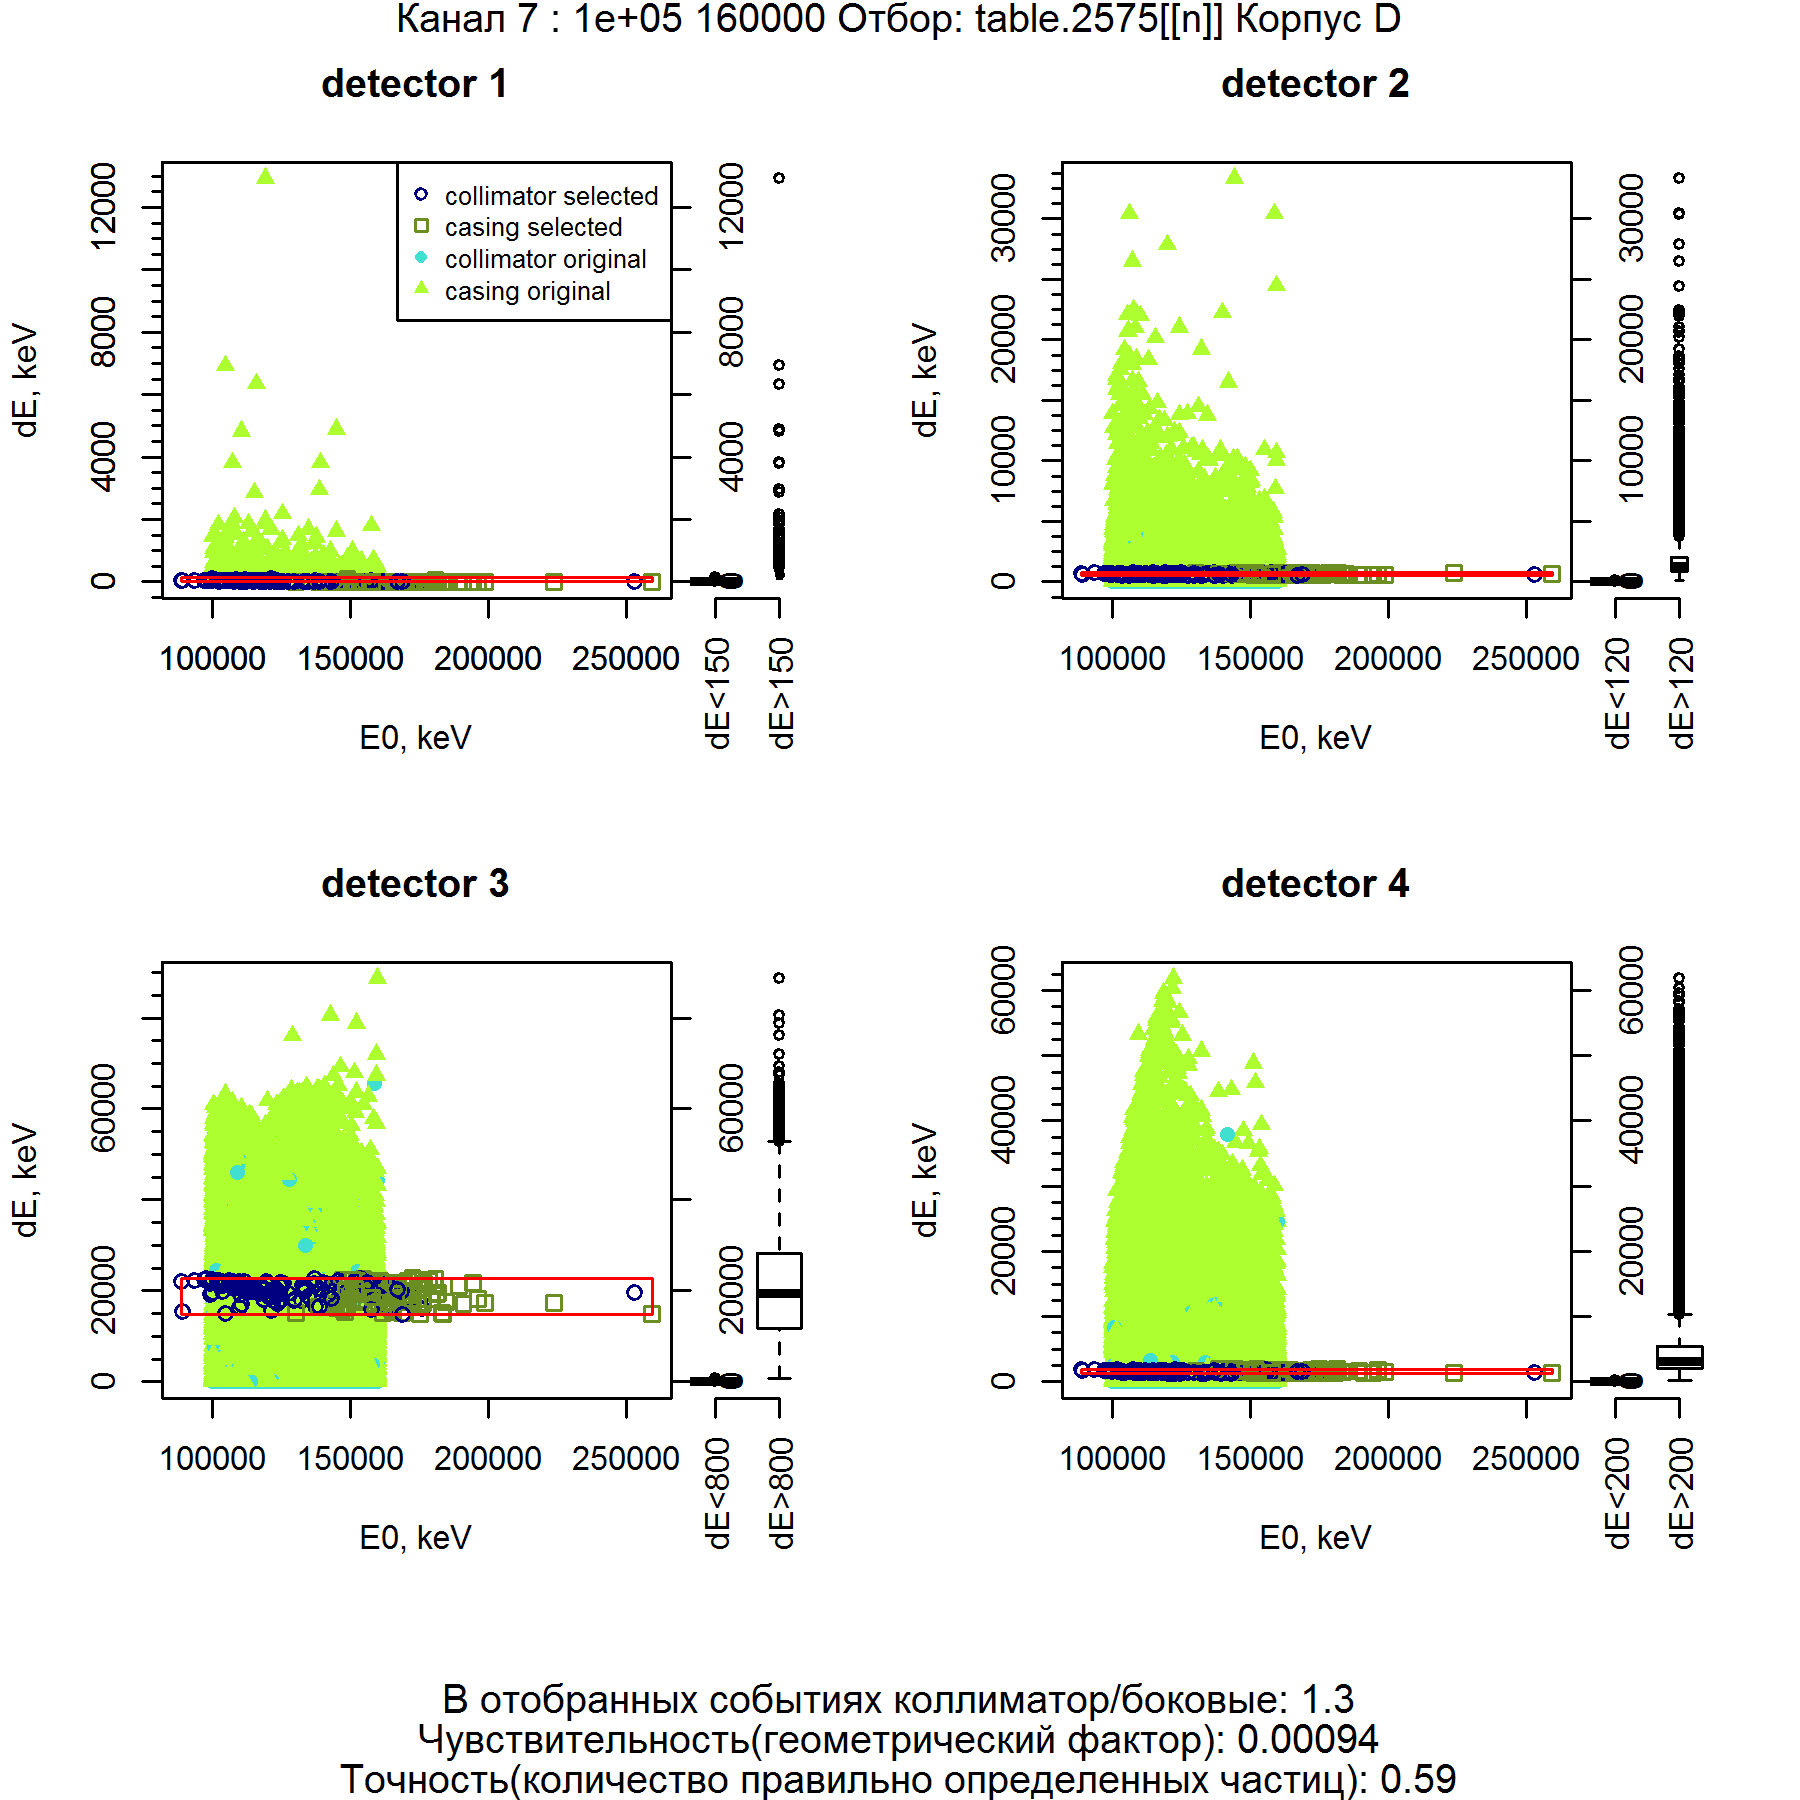 Канал 7 : 1e+05 160000 Отбор: table.2575[[n]] Корпус D
detector 1
dE, keV
0 4000 8000 12000
collimator selected
casing selected
collimator original
casing original
100000 150000 200000 250000
E0, keV
0 4000 8000 12000
dE<150 dE>150
detector 2
dE, keV
0 10000 20000 30000
100000 150000 200000 250000
E0, keV
0 10000 20000 30000
dE<120 dE>120
detector 3
dE, keV
0 20000 60000
100000 150000 200000 250000
E0, keV
0 20000 60000
dE<800 dE>800
detector 4
dE, keV
0 20000 40000 60000
100000 150000 200000 250000
E0, keV
0 20000 40000 60000
dE<200 dE>200
В отобранных событиях коллиматор/боковые: 1.3
Чувствительность(геометрический фактор): 0.00094
Точность(количество правильно определенных частиц): 0.59